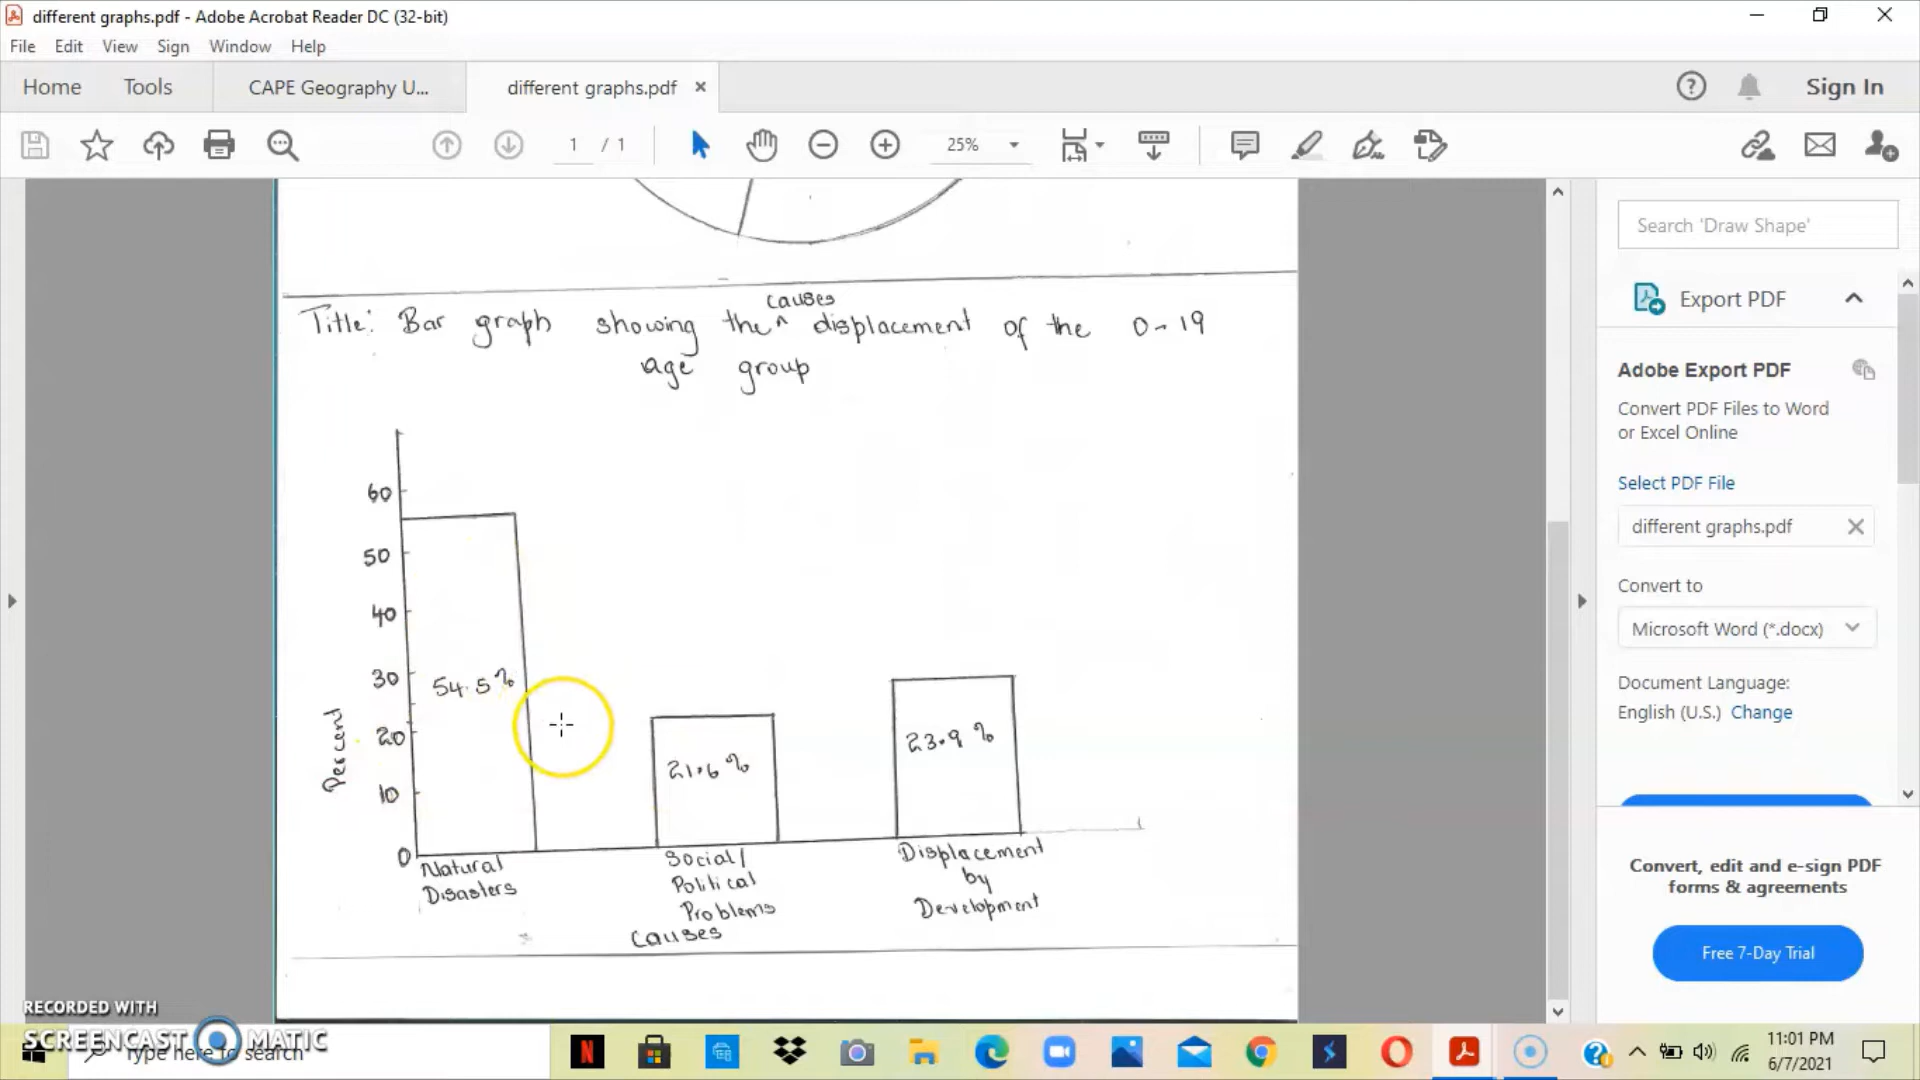 different graphs.pdf - Adobe Acrobat Reader DC (32-bit)
File Edit View Sign Window Help
Home Tools CAPE Geography U... different graphs.pdf × Sign In
1 / 1 25%
Title: Bar graph showing the ^ causes displacement of the 0-19
age group
60
50
40
30
20
10
0
Percent
54.5%
21.6%
23.9%
Natural
Disasters
Social/
Political
Problems
Displacement
by
Development
Causes
Search 'Draw Shape'
Export PDF
Adobe Export PDF
Convert PDF Files to Word
or Excel Online
Select PDF File
different graphs.pdf
Convert to
Microsoft Word (*.docx)
Document Language:
English (U.S.) Change
Convert, edit and e-sign PDF
forms & agreements
Free 7-Day Trial
RECORDED WITH
SCREENCAST MATIC
Type here to search
11:01 PM
6/7/2021